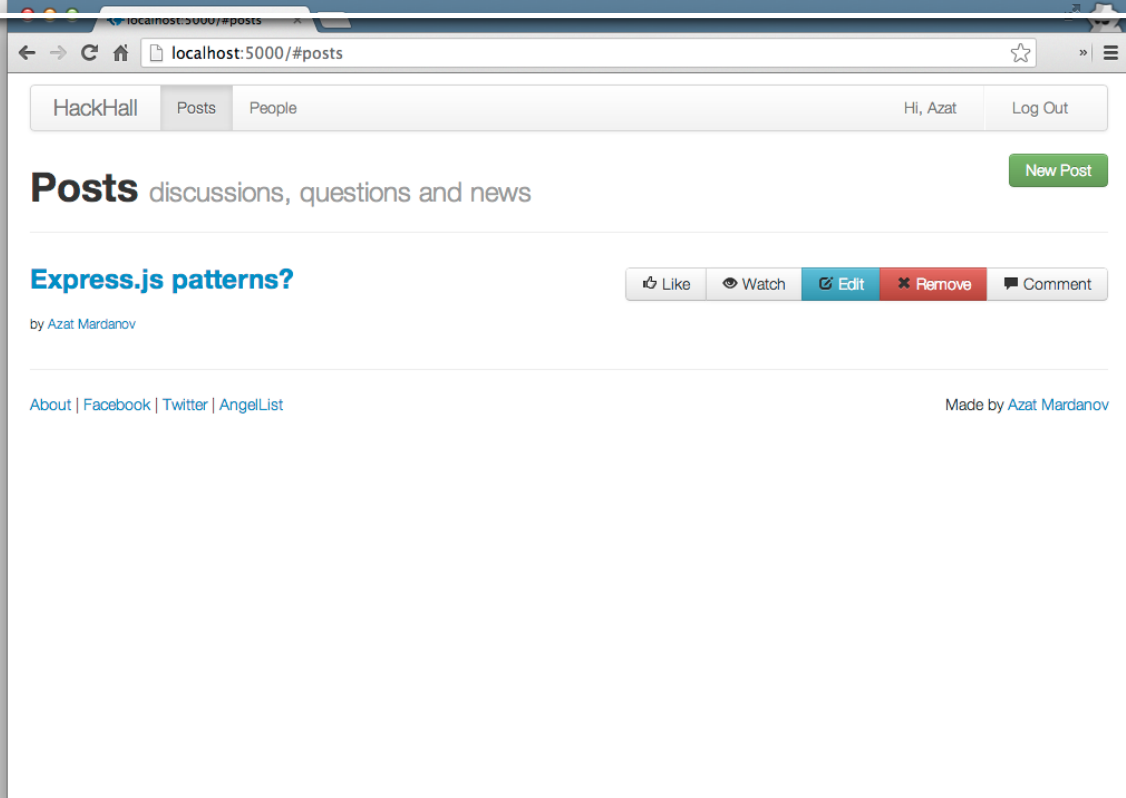 localhost:5000/#posts
localhost:5000/#posts
HackHall Posts People Hi, Azat Log Out
New Post
Posts discussions, questions and news
Express.js patterns? Like Watch Edit Remove Comment
by Azat Mardanov
About | Facebook | Twitter | AngelList Made by Azat Mardanov